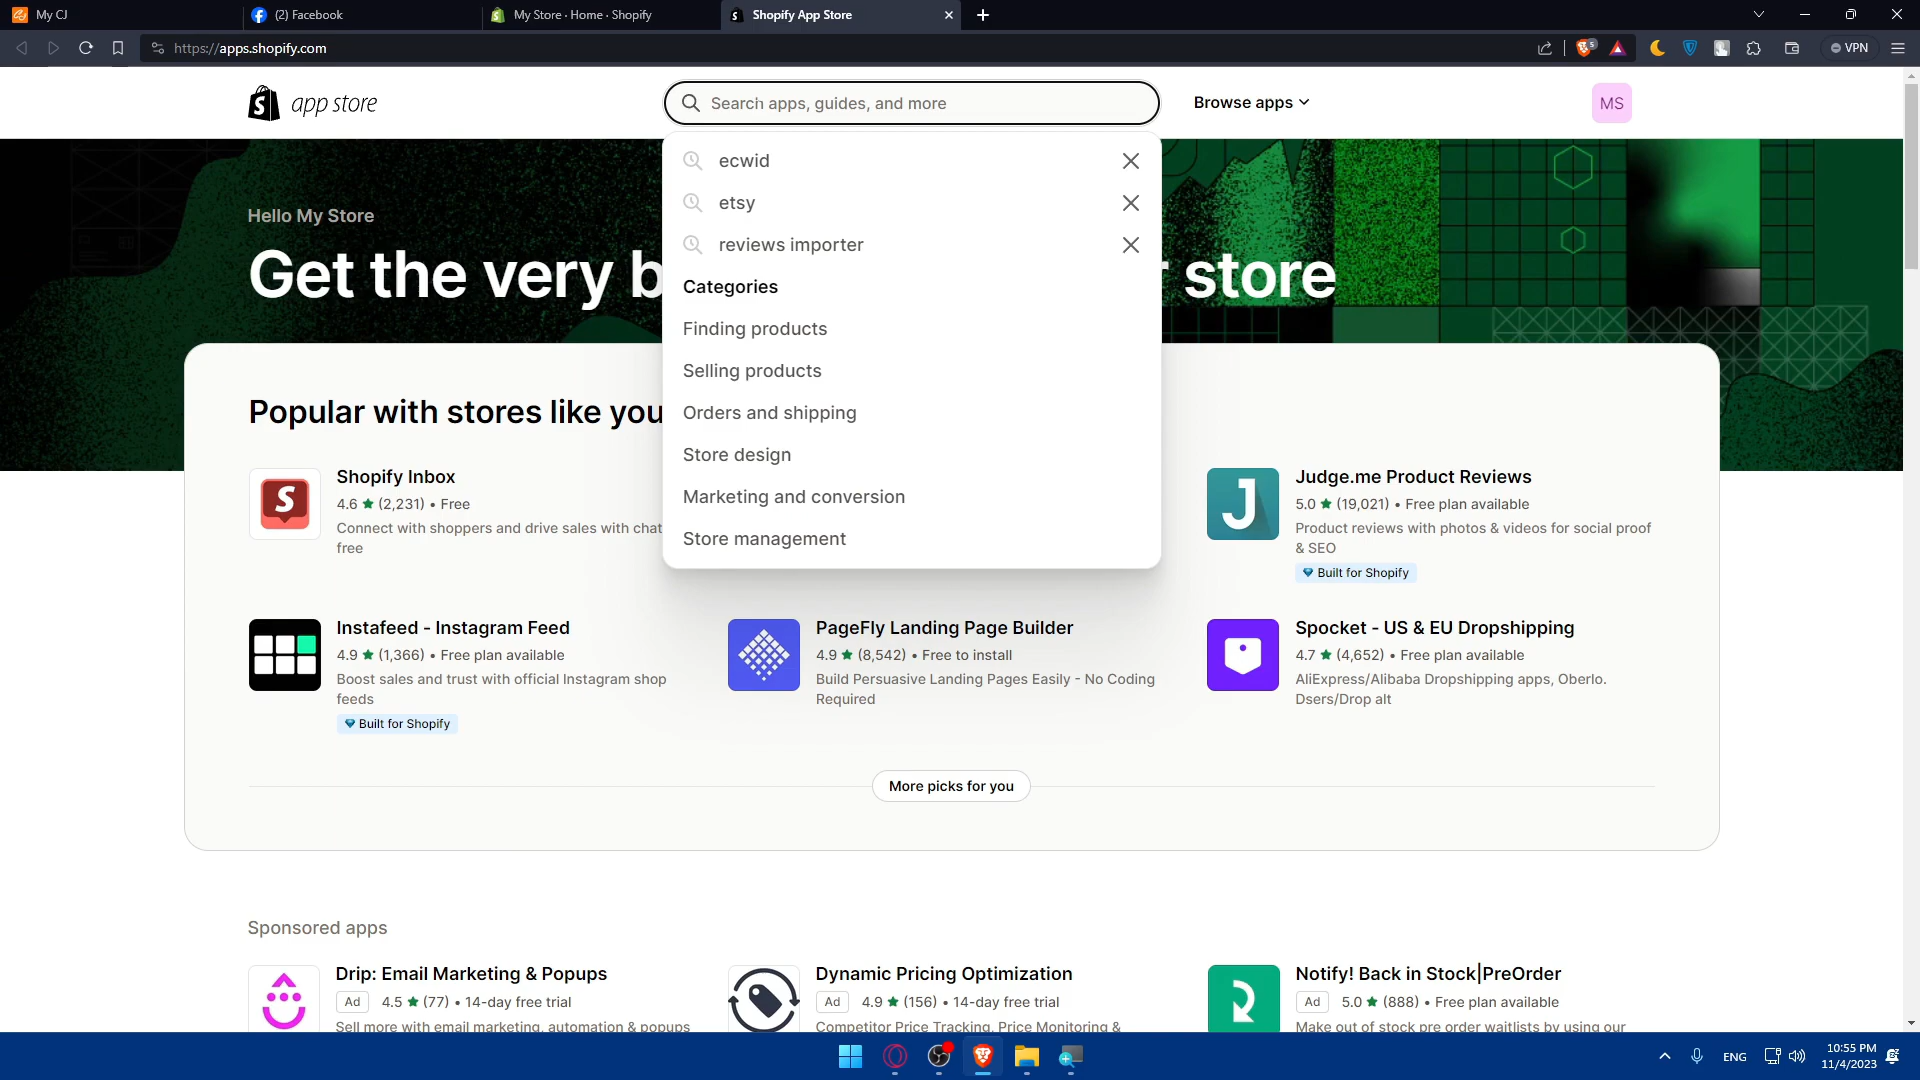 My CJ
(2) Facebook
My Store · Home · Shopify
Shopify App Store
https://apps.shopify.com
VPN
app store
Search apps, guides, and more
Browse apps
MS
ecwid
etsy
reviews importer
Categories
Finding products
Selling products
Orders and shipping
Store design
Marketing and conversion
Store management
Hello My Store
Get the very b
store
Popular with stores like you
Shopify Inbox
4.6 ★ (2,231) • Free
Connect with shoppers and drive sales with chat
free
Judge.me Product Reviews
5.0 ★ (19,021) • Free plan available
Product reviews with photos & videos for social proof
& SEO
Built for Shopify
Instafeed - Instagram Feed
4.9 ★ (1,366) • Free plan available
Boost sales and trust with official Instagram shop
feeds
Built for Shopify
PageFly Landing Page Builder
4.9 ★ (8,542) • Free to install
Build Persuasive Landing Pages Easily - No Coding
Required
Spocket - US & EU Dropshipping
4.7 ★ (4,652) • Free plan available
AliExpress/Alibaba Dropshipping apps, Oberlo.
Dsers/Drop alt
More picks for you
Sponsored apps
Drip: Email Marketing & Popups
Ad 4.5 ★ (77) • 14-day free trial
Sell more with email marketing, automation & popups
Dynamic Pricing Optimization
Ad 4.9 ★ (156) • 14-day free trial
Competitor Price Tracking, Price Monitoring &
Notify! Back in Stock|PreOrder
Ad 5.0 ★ (888) • Free plan available
Make out of stock pre order waitlists by using our
ENG
10:55 PM
11/4/2023